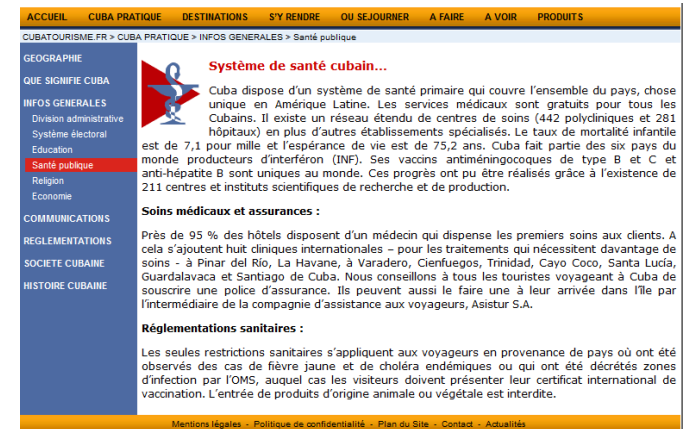 ACCUEIL CUBA PRATIQUE DESTINATIONS S'Y RENDRE OU SEJOURNER A FAIRE A VOIR PRODUITS
CUBATOURISME.FR > CUBA PRATIQUE > INFOS GENERALES > Santé publique
GEOGRAPHIE
QUE SIGNIFIE CUBA
INFOS GENERALES
Division administrative
Système électoral
Education
Santé publique
Religion
Economie
COMMUNICATIONS
REGLEMENTATIONS
SOCIETE CUBAINE
HISTOIRE CUBAINE
Système de santé cubain...
Cuba dispose d'un système de santé primaire qui couvre l'ensemble du pays, chose
unique en Amérique Latine. Les services médicaux sont gratuits pour tous les
Cubains. Il existe un réseau étendu de centres de soins (442 polycliniques et 281
hôpitaux) en plus d'autres établissements spécialisés. Le taux de mortalité infantile
est de 7,1 pour mille et l'espérance de vie est de 75,2 ans. Cuba fait partie des six pays du
monde producteurs d'interféron (INF). Ses vaccins antiméningocoques de type B et C et
anti-hépatite B sont uniques au monde. Ces progrès ont pu être réalisés grâce à l'existence de
211 centres et instituts scientifiques de recherche et de production.
Soins médicaux et assurances :
Près de 95 % des hôtels disposent d'un médecin qui dispense les premiers soins aux clients. A
cela s'ajoutent huit cliniques internationales – pour les traitements qui nécessitent davantage de
soins - à Pinar del Río, La Havane, à Varadero, Cienfuegos, Trinidad, Cayo Coco, Santa Lucía,
Guardalavaca et Santiago de Cuba. Nous conseillons à tous les touristes voyageant à Cuba de
souscrire une police d'assurance. Ils peuvent aussi le faire une à leur arrivée dans l'île par
l'intermédiaire de la compagnie d'assistance aux voyageurs, Asistur S.A.
Réglementations sanitaires :
Les seules restrictions sanitaires s'appliquent aux voyageurs en provenance de pays où ont été
observés des cas de fièvre jaune et de choléra endémiques ou qui ont été décrétés zones
d'infection par l'OMS, auquel cas les visiteurs doivent présenter leur certificat international de
vaccination. L'entrée de produits d'origine animale ou végétale est interdite.
Mentions légales - Politique de confidentialité - Plan du Site - Contact - Actualités